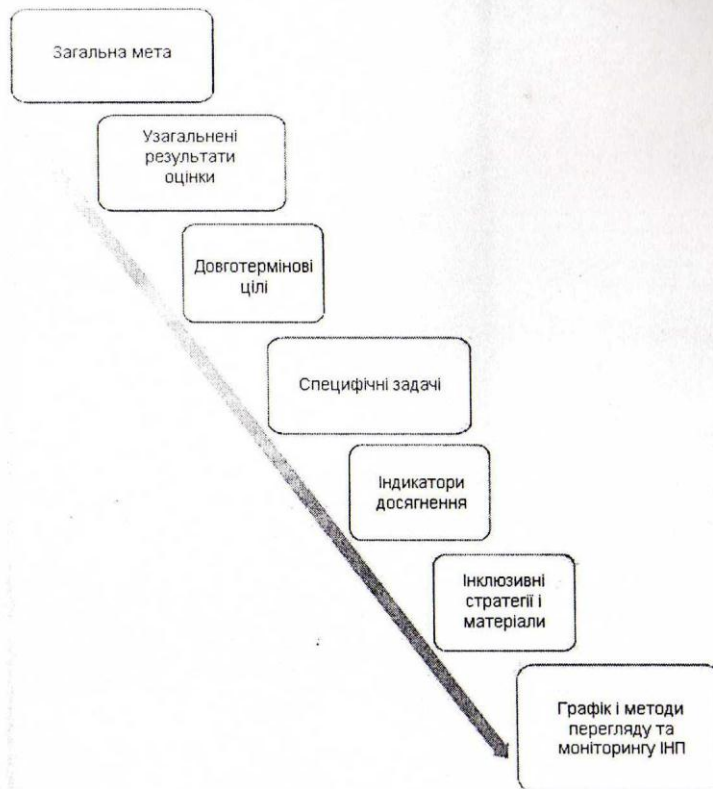 Загальна мета
Узагальнені
результати
оцінки
Довготермінові
цілі
Специфічні задачі
Індикатори
досягнення
Інклюзивні
стратегії і
матеріали
Графік і методи
перегляду та
моніторингу ІНП